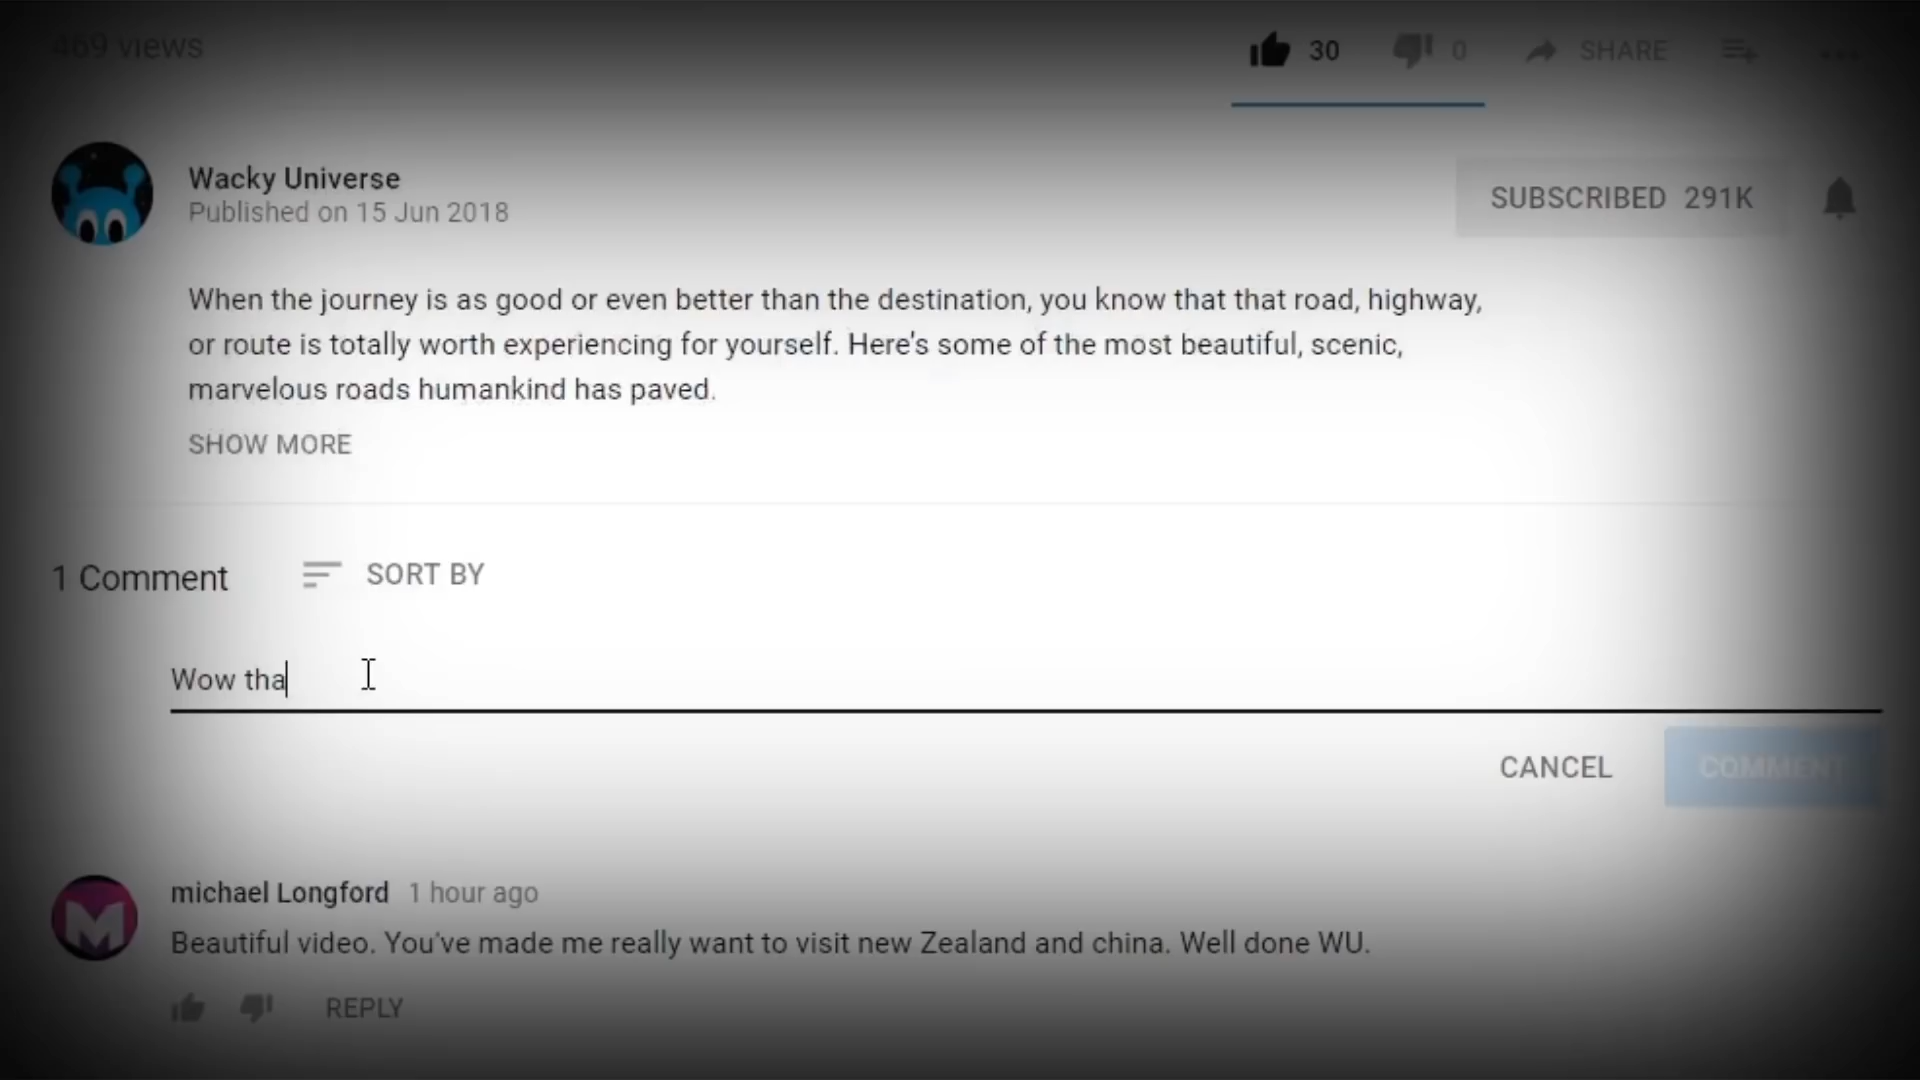 469 views
30 0 SHARE
Wacky Universe
Published on 15 Jun 2018
SUBSCRIBED 291K
When the journey is as good or even better than the destination, you know that that road, highway,
or route is totally worth experiencing for yourself. Here's some of the most beautiful, scenic,
marvelous roads humankind has paved.
SHOW MORE
1 Comment SORT BY
Wow tha
CANCEL COMMENT
michael Longford 1 hour ago
Beautiful video. You've made me really want to visit new Zealand and china. Well done WU.
REPLY